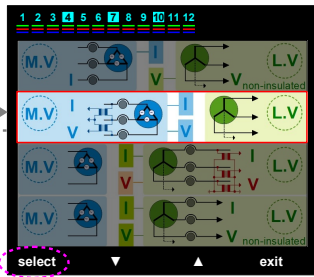 1 2 3 4 5 6 7 8 9 10 11 12
M.V I I V V L.V
non-insulated
M.V I V I V L.V
M.V I V I V L.V
M.V I V I V L.V
non-insulated
select ▼ ▲ exit